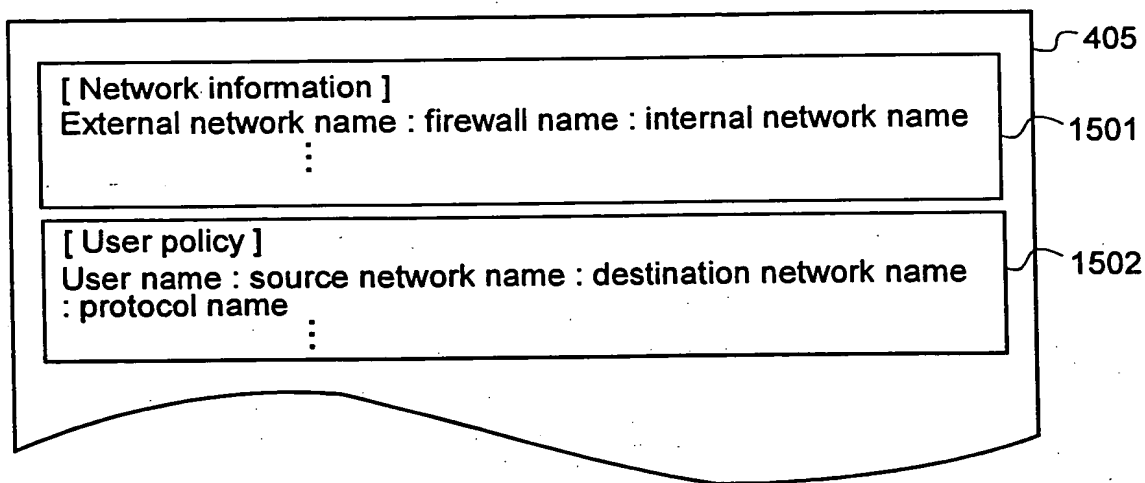 405
[ Network information ]
External network name : firewall name : internal network name
⋮
1501
[ User policy ]
User name : source network name : destination network name
: protocol name
⋮
1502